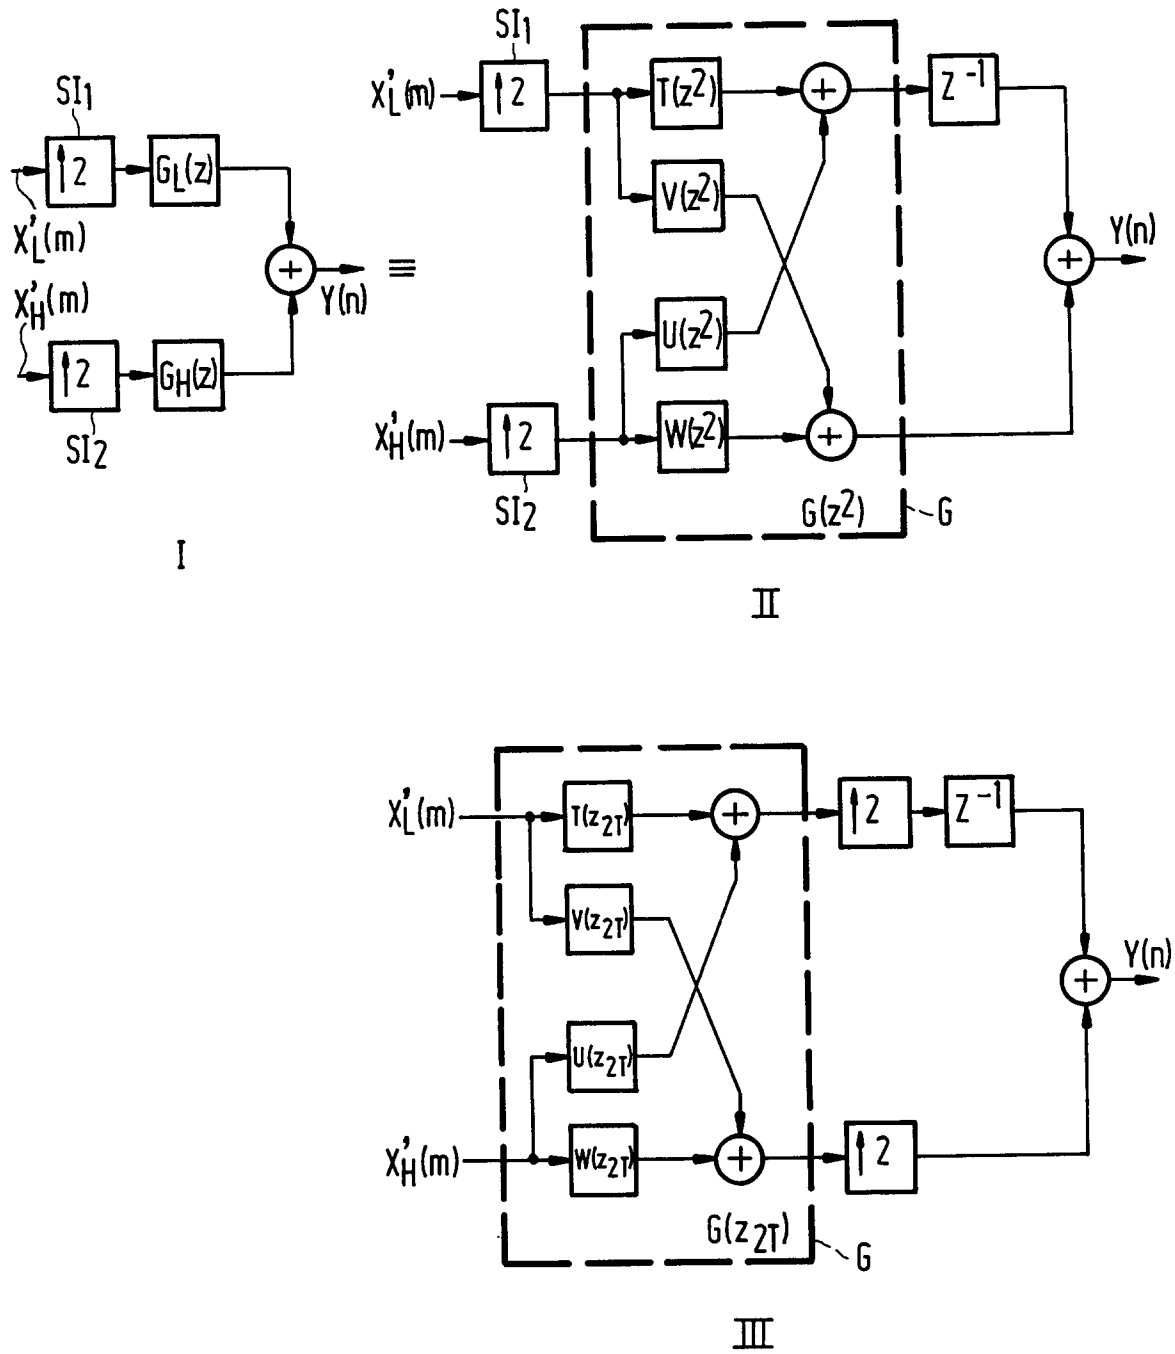 SI1
↑2
GL(z)
X'L(m)
+
Y(n)
X'H(m)
↑2
GH(z)
SI2
I
≡
SI1
X'L(m)
↑2
T(z²)
+
Z⁻¹
V(z²)
Y(n)
+
U(z²)
X'H(m)
↑2
W(z²)
+
SI2
G(z²)
G
II
X'L(m)
T(z2T)
+
↑2
Z⁻¹
V(z2T)
Y(n)
+
U(z2T)
X'H(m)
W(z2T)
+
↑2
G(z2T)
G
III